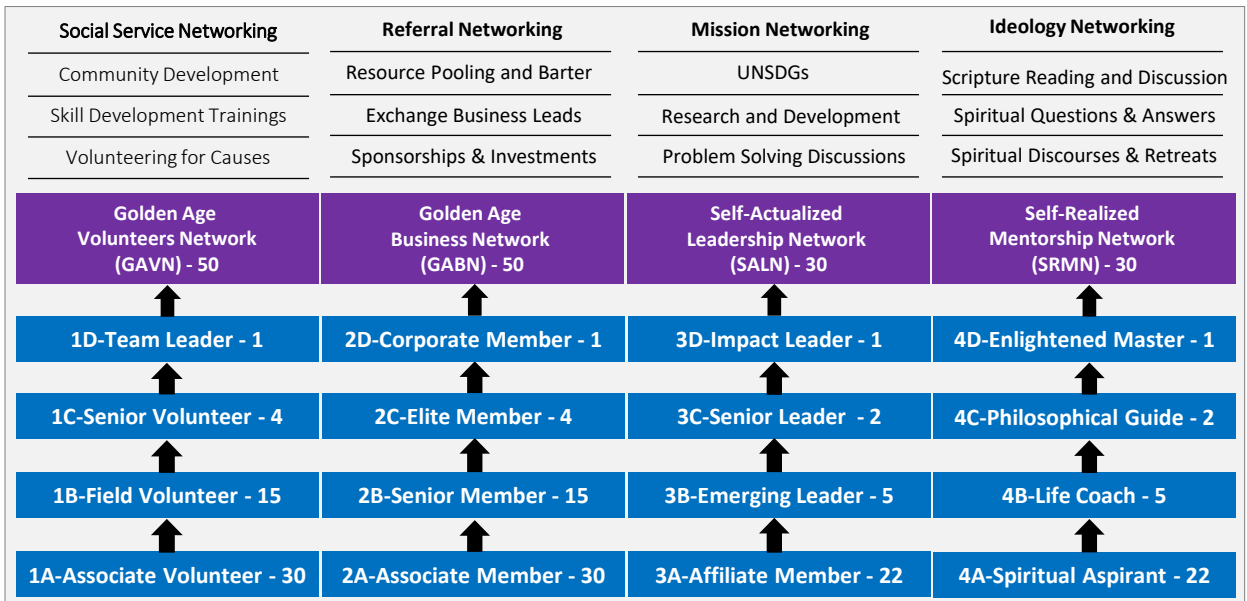 Social Service Networking
Referral Networking
Mission Networking
Ideology Networking
Community Development
Resource Pooling and Barter
UNSDGs
Scripture Reading and Discussion
Skill Development Trainings
Exchange Business Leads
Research and Development
Spiritual Questions & Answers
Volunteering for Causes
Sponsorships & Investments
Problem Solving Discussions
Spiritual Discourses & Retreats
Golden Age
Volunteers Network
(GAVN) - 50
Golden Age
Business Network
(GABN) - 50
Self-Actualized
Leadership Network
(SALN) - 30
Self-Realized
Mentorship Network
(SRMN) - 30
1D-Team Leader - 1
2D-Corporate Member - 1
3D-Impact Leader - 1
4D-Enlightened Master - 1
1C-Senior Volunteer - 4
2C-Elite Member - 4
3C-Senior Leader - 2
4C-Philosophical Guide - 2
1B-Field Volunteer - 15
2B-Senior Member - 15
3B-Emerging Leader - 5
4B-Life Coach - 5
1A-Associate Volunteer - 30
2A-Associate Member - 30
3A-Affiliate Member - 22
4A-Spiritual Aspirant - 22